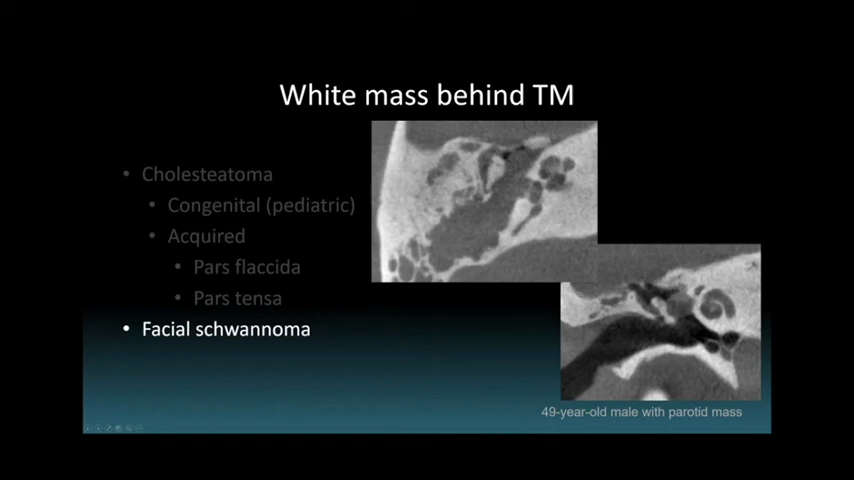 White mass behind TM
• Cholesteatoma
• Congenital (pediatric)
• Acquired
• Pars flaccida
• Pars tensa
• Facial schwannoma
49-year-old male with parotid mass